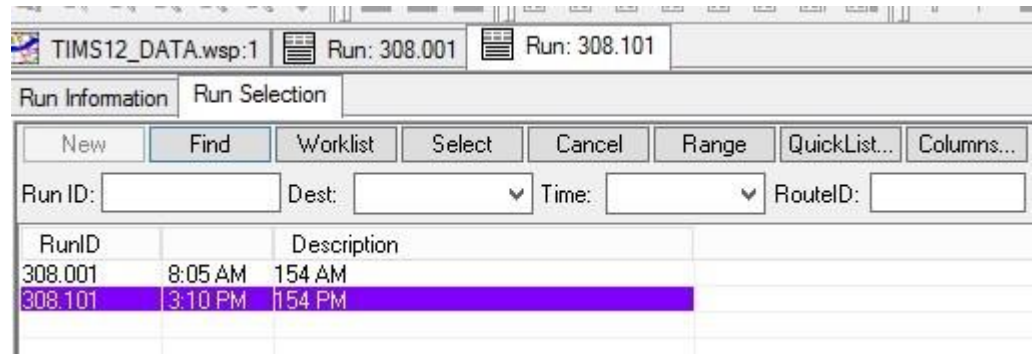 TIMS12_DATA.wsp:1 Run: 308.001 Run: 308.101
Run Information Run Selection
New Find Worklist Select Cancel Range QuickList... Columns...
Run ID: Dest: Time: RouteID:
RunID Description
308.001 8:05 AM 154 AM
308.101 3:10 PM 154 PM